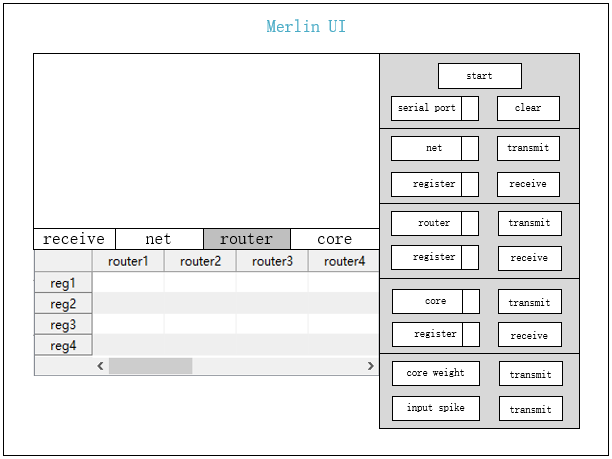 Merlin UI
start
serial port clear
net transmit
register receive
router transmit
register receive
core transmit
register receive
core weight transmit
input spike transmit
receive net router core
router1 router2 router3 router4
reg1
reg2
reg3
reg4